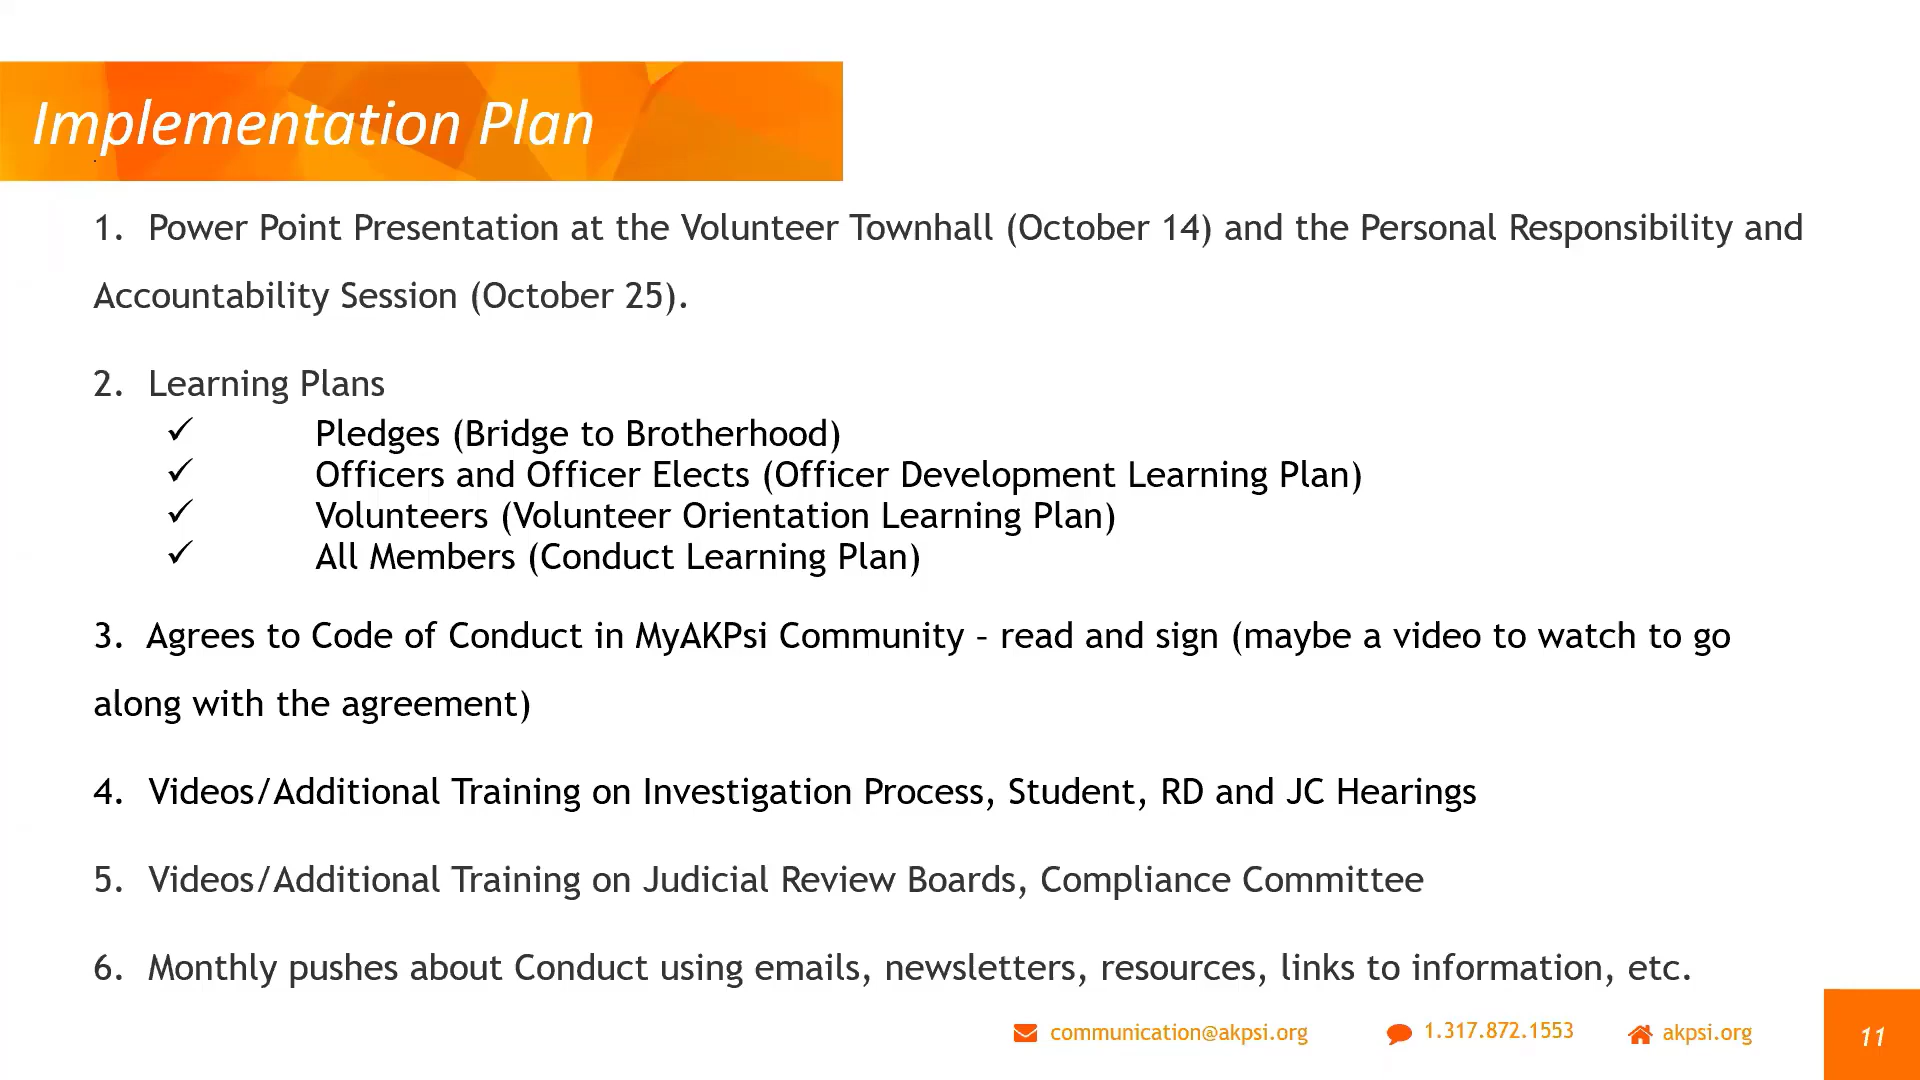 Implementation Plan
1. Power Point Presentation at the Volunteer Townhall (October 14) and the Personal Responsibility and
Accountability Session (October 25).
2. Learning Plans
✓ Pledges (Bridge to Brotherhood)
✓ Officers and Officer Elects (Officer Development Learning Plan)
✓ Volunteers (Volunteer Orientation Learning Plan)
✓ All Members (Conduct Learning Plan)
3. Agrees to Code of Conduct in MyAKPsi Community – read and sign (maybe a video to watch to go
along with the agreement)
4. Videos/Additional Training on Investigation Process, Student, RD and JC Hearings
5. Videos/Additional Training on Judicial Review Boards, Compliance Committee
6. Monthly pushes about Conduct using emails, newsletters, resources, links to information, etc.
communication@akpsi.org 1.317.872.1553 akpsi.org 11